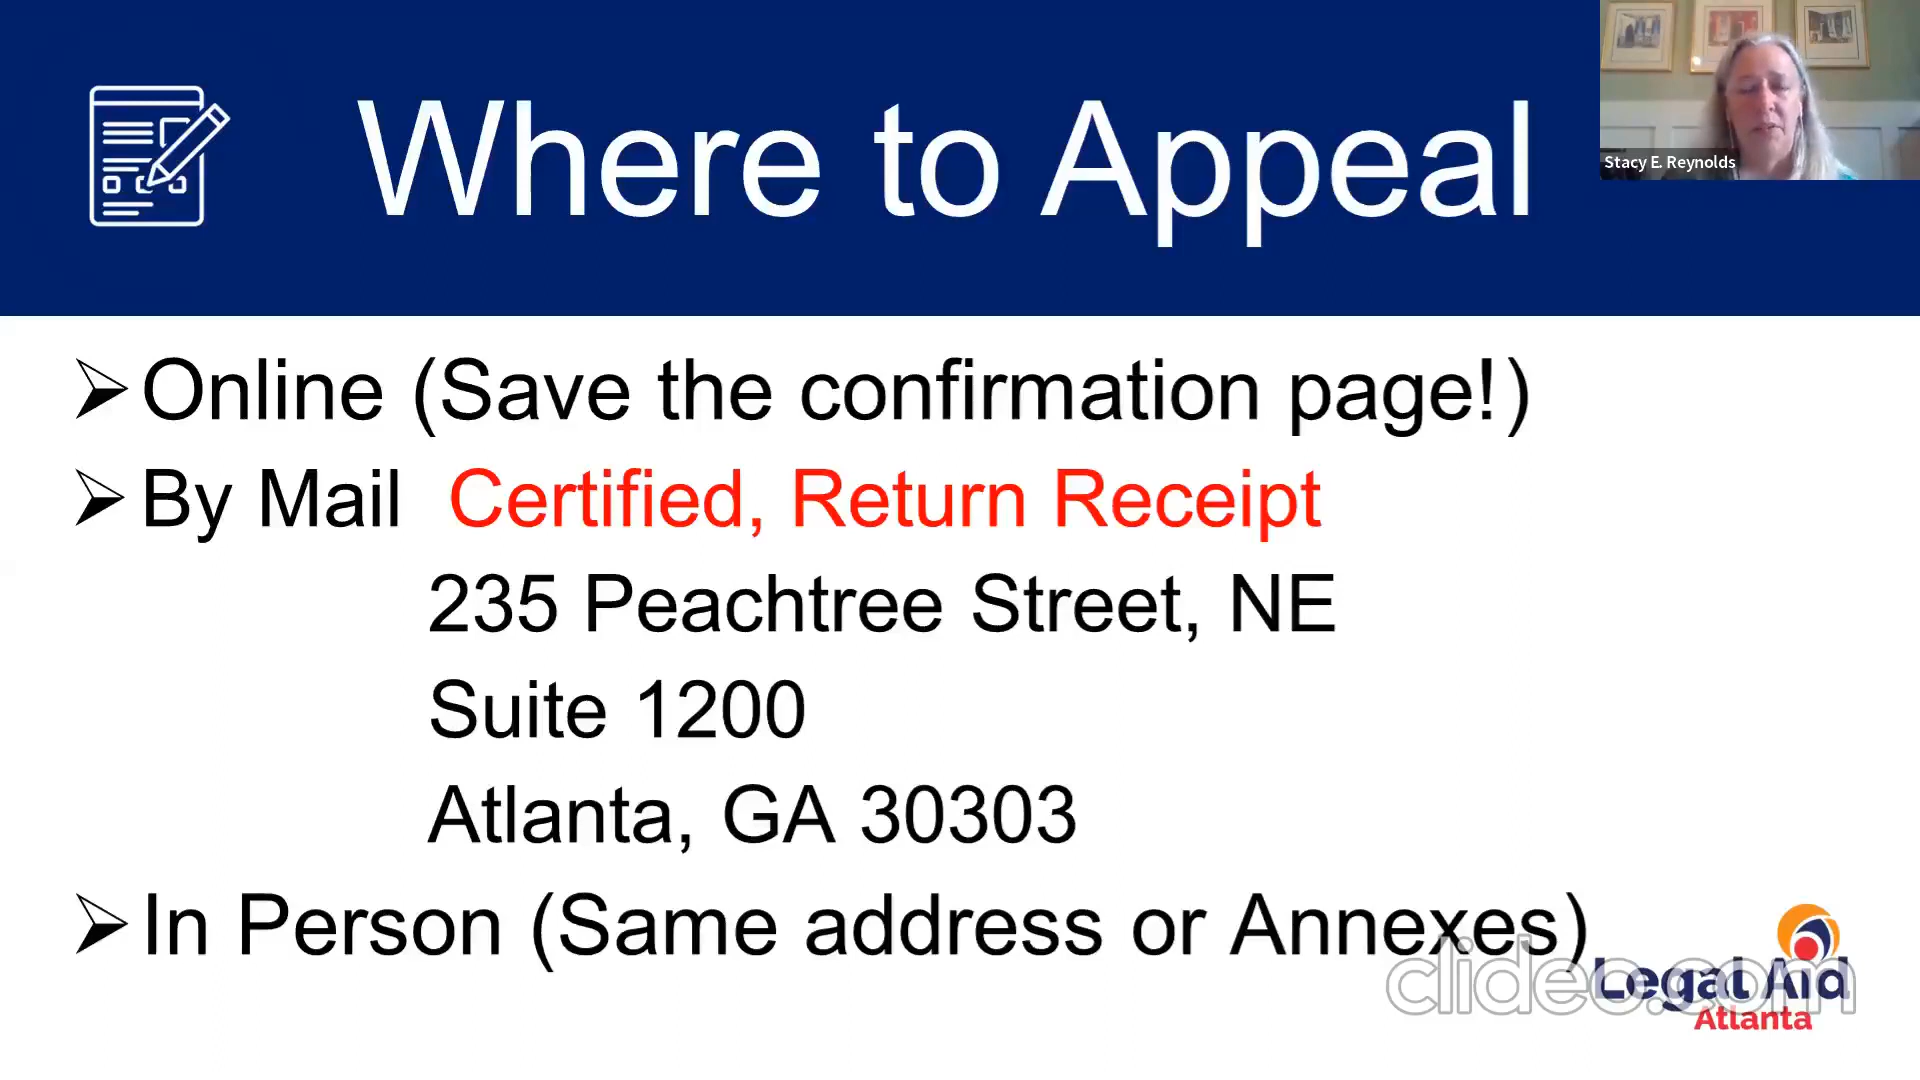 Where to Appeal
Stacy E. Reynolds
Online (Save the confirmation page!)
By Mail Certified, Return Receipt
235 Peachtree Street, NE
Suite 1200
Atlanta, GA 30303
In Person (Same address or Annexes)
clideo.com
Legal Aid
Atlanta